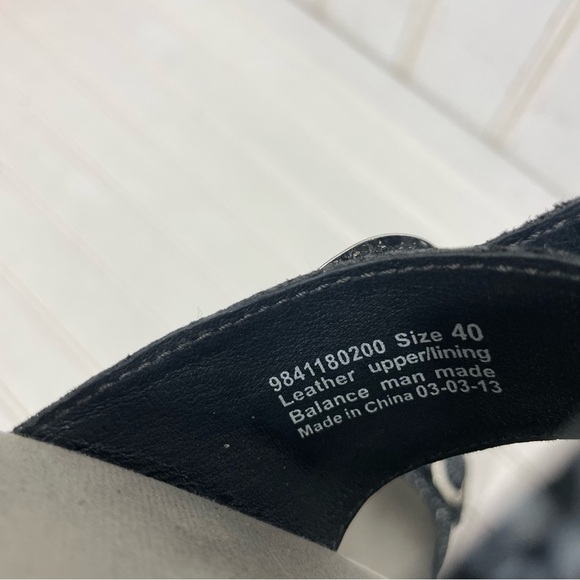 9841180200 Size 40
Leather upper/lining
Balance man made
Made in China 03-03-13